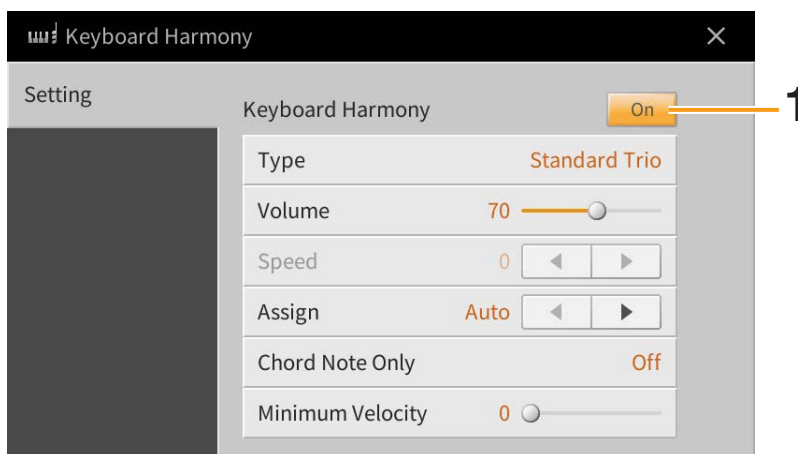 Keyboard Harmony
Setting
Keyboard Harmony On 1
Type Standard Trio
Volume 70
Speed 0
Assign Auto
Chord Note Only Off
Minimum Velocity 0